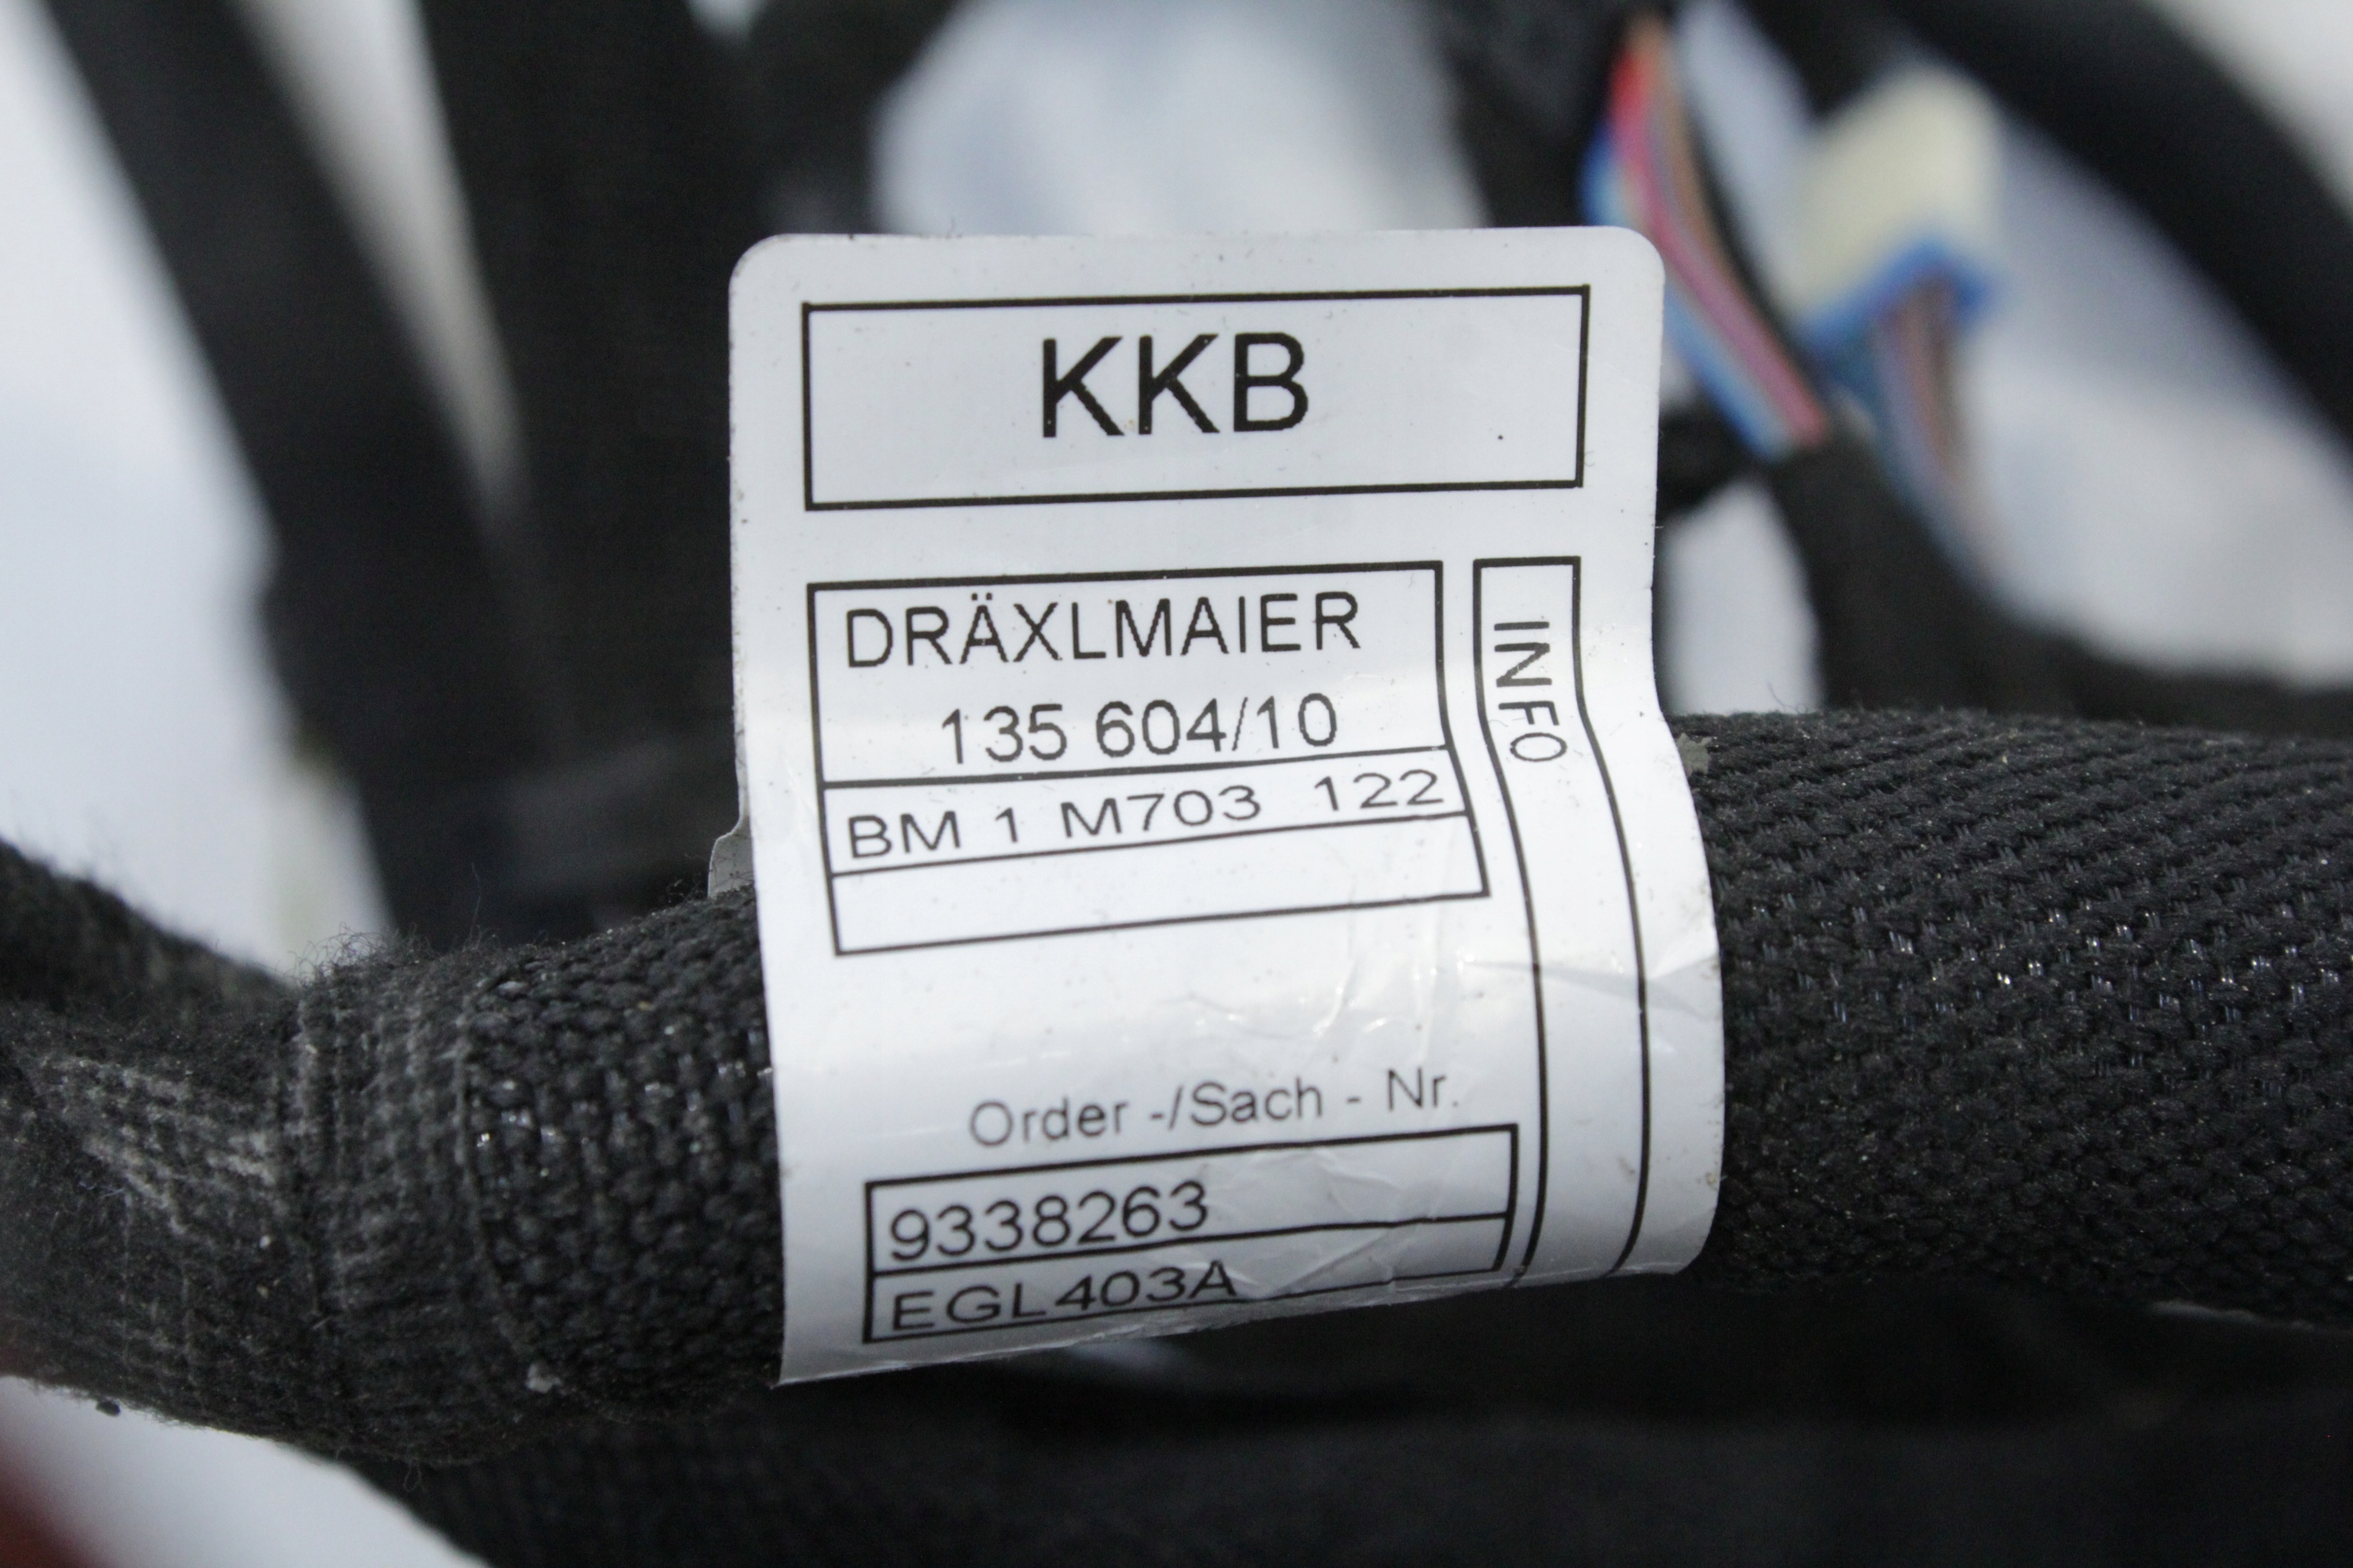 KKB
DRÄXLMAIER
135 604/10
BM 1 M703 122
INFO
Order -/Sach - Nr.
9338263
EGL403A